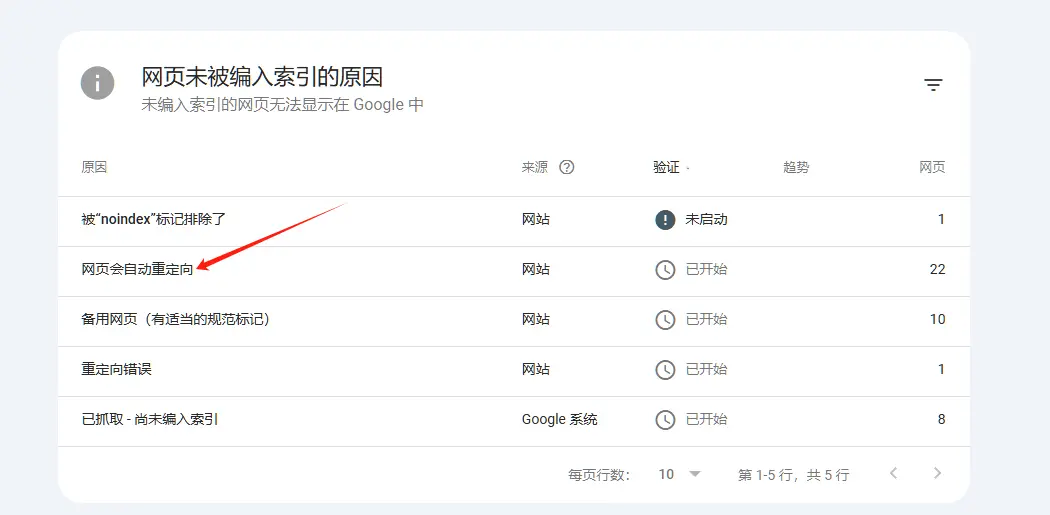 网页未被编入索引的原因
未编入索引的网页无法显示在 Google 中
原因 来源 验证 趋势 网页
被“noindex”标记排除了 网站 未启动 1
网页会自动重定向 网站 已开始 22
备用网页（有适当的规范标记） 网站 已开始 10
重定向错误 网站 已开始 1
已抓取 - 尚未编入索引 Google 系统 已开始 8
每页行数： 10 第 1-5 行，共 5 行